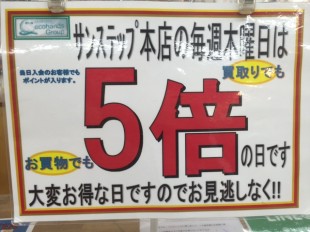 ecohands
Group
サンステップ本店の毎週木曜日は
当日入会のお客様でも
ポイントが入ります。
買取りでも
お買物でも
5倍の日です
大変お得な日ですのでお見逃しなく!!